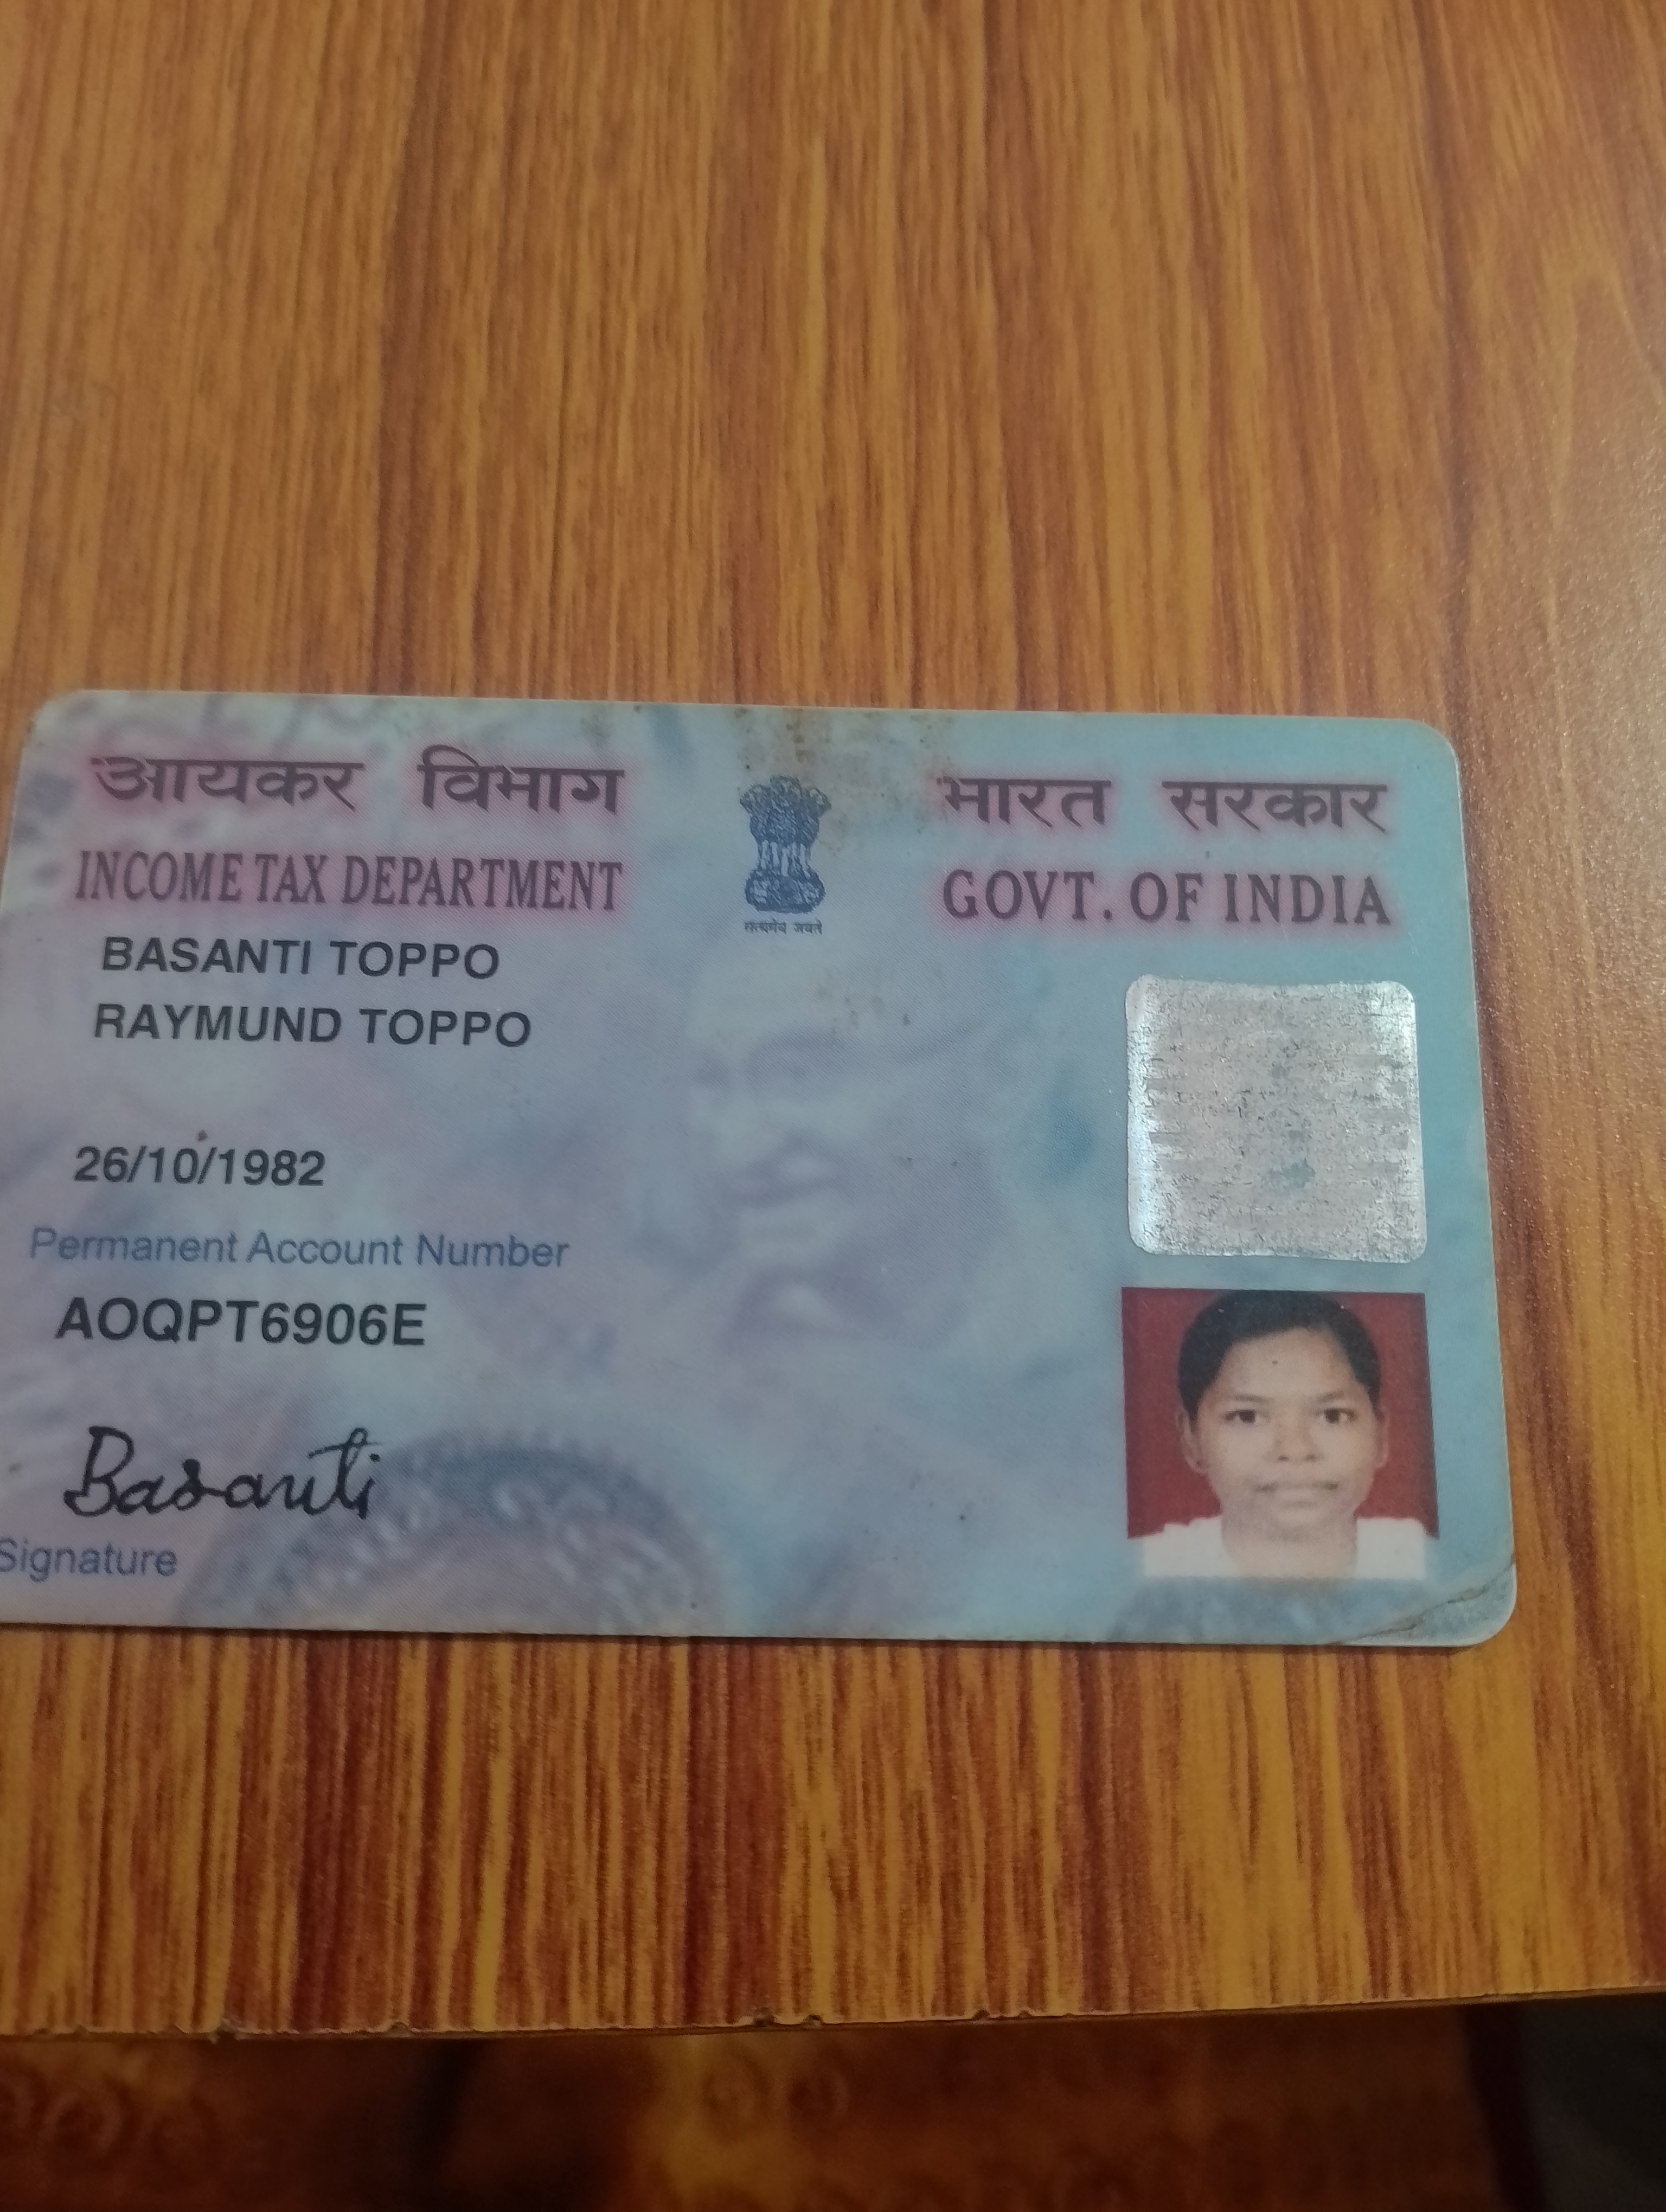 आयकर विभाग
INCOME TAX DEPARTMENT
सत्यमेव जयते
भारत सरकार
GOVT. OF INDIA
BASANTI TOPPO
RAYMUND TOPPO
26/10/1982
Permanent Account Number
AOQPT6906E
Basanti
Signature